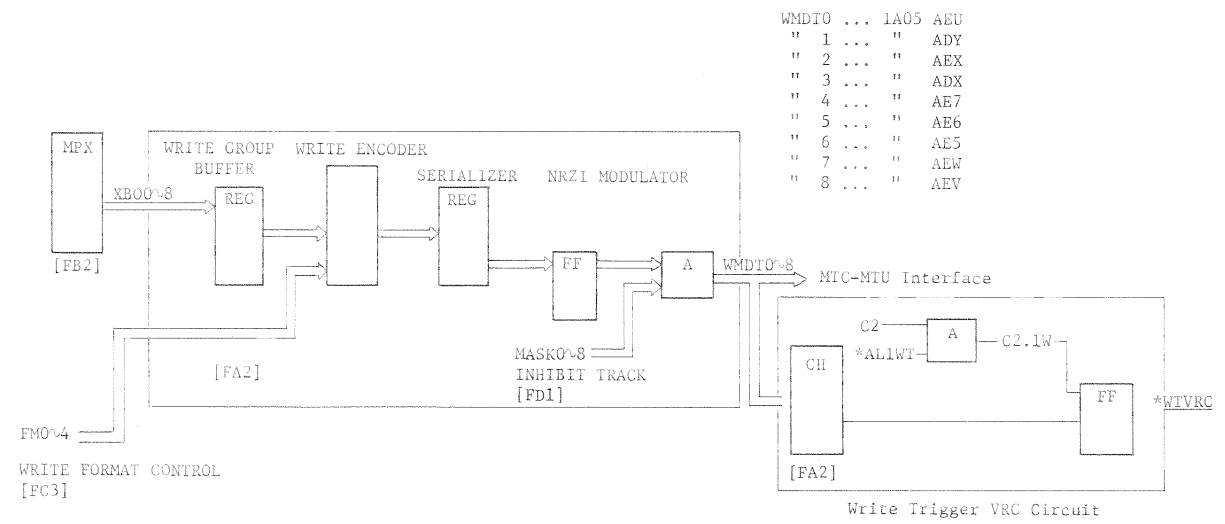 WMDT0 ... 1A05 AEU
" 1 ... " ADY
" 2 ... " AEX
" 3 ... " ADX
" 4 ... " AE7
" 5 ... " AE6
" 6 ... " AE5
" 7 ... " AEW
" 8 ... " AEV
MPX
WRITE GROUP
BUFFER
WRITE ENCODER
SERIALIZER
NRZI MODULATOR
XB00∿8
REG
REG
[FB2]
FF
A
WMDT0∿8
MTC-MTU Interface
C2
A
C2.1W
*AL1WT
MASK0∿8
INHIBIT TRACK
[FD1]
[FA2]
CH
FF
*WTVRC
FM0∿4
WRITE FORMAT CONTROL
[FC3]
[FA2]
Write Trigger VRC Circuit